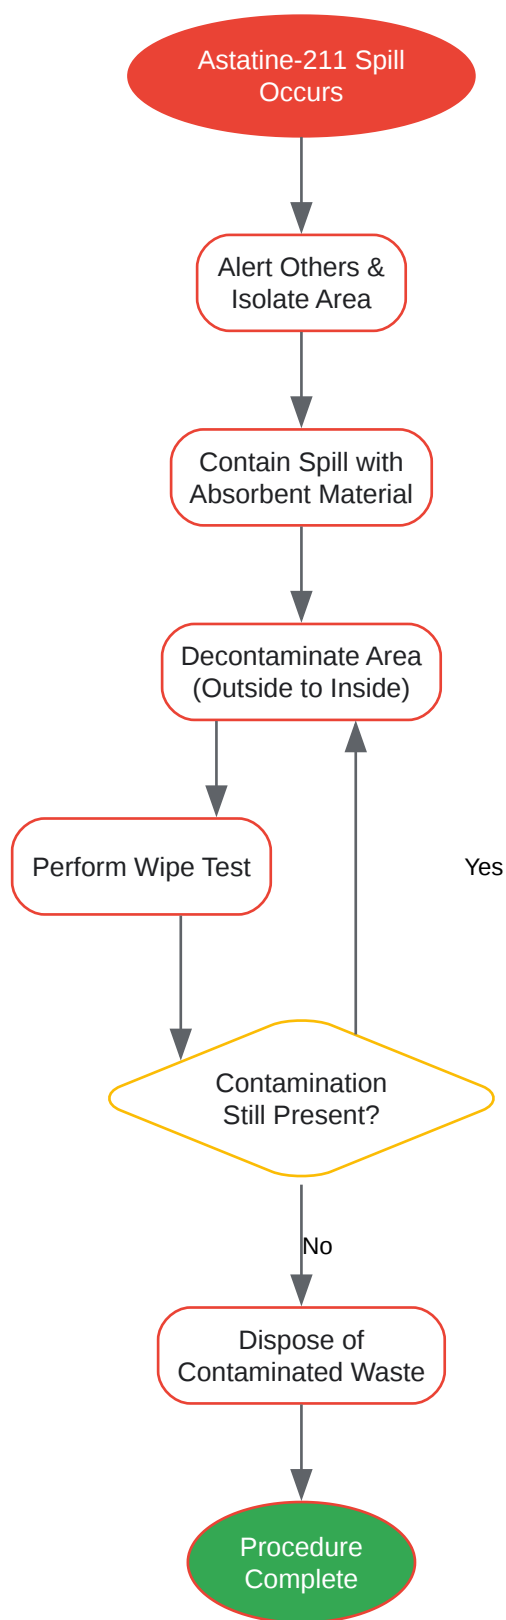 Astatine-211 Spill
Occurs
Alert Others &
Isolate Area
Contain Spill with
Absorbent Material
Decontaminate Area
(Outside to Inside)
Perform Wipe Test
Yes
Contamination
Still Present?
No
Dispose of
Contaminated Waste
Procedure
Complete